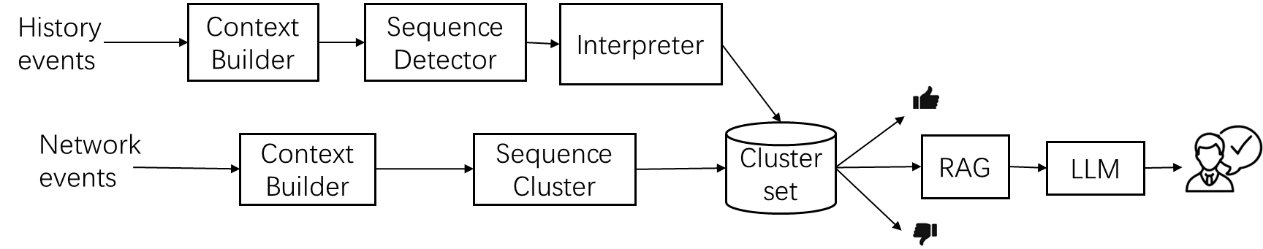 History
events
Context
Builder
Sequence
Detector
Interpreter
Network
events
Context
Builder
Sequence
Cluster
Cluster
set
RAG
LLM